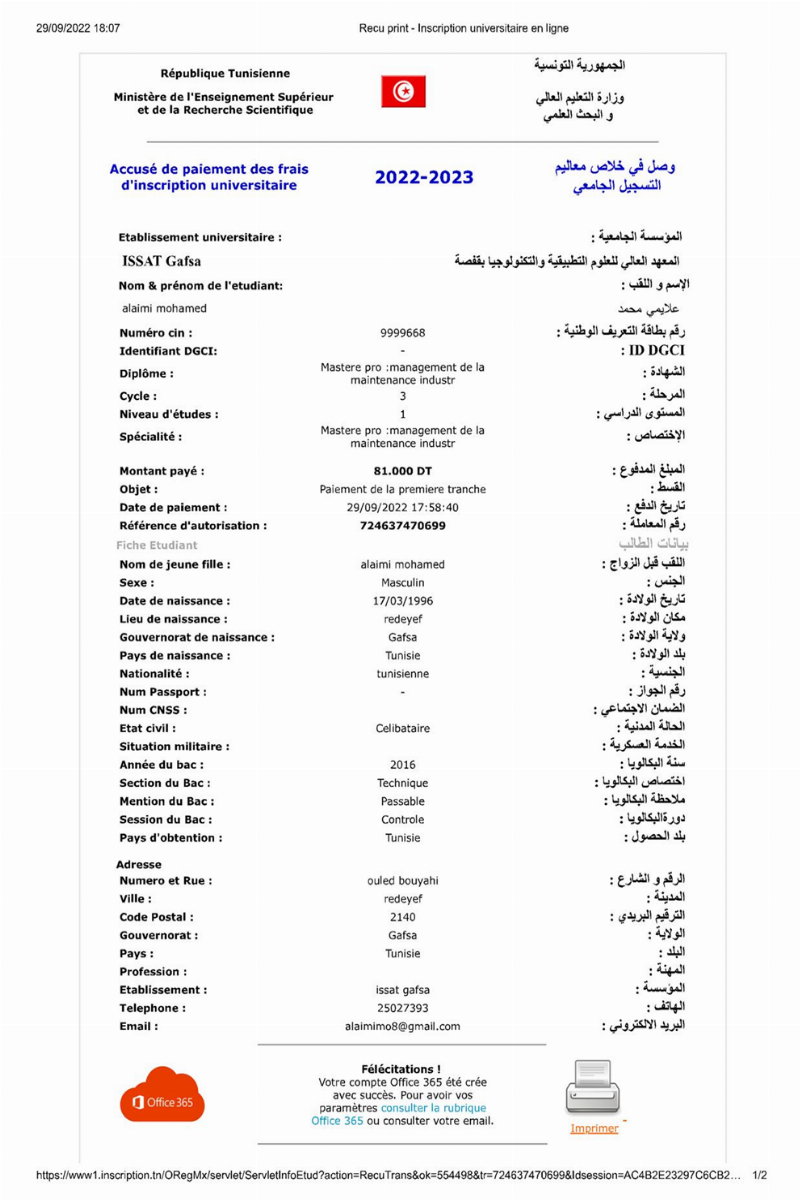 29/09/2022 18:07 Recu print - Inscription universitaire en ligne
République Tunisienne الجمهورية التونسية
Ministère de l'Enseignement Supérieur وزارة التعليم العالي
et de la Recherche Scientifique و البحث العلمي
Accusé de paiement des frais 2022-2023 وصل في خلاص معاليم
d'inscription universitaire التسجيل الجامعي
Etablissement universitaire : المؤسسة الجامعية :
ISSAT Gafsa المعهد العالي للعلوم التطبيقية والتكنولوجيا بقفصة
Nom & prénom de l'etudiant: الإسم و اللقب :
alaimi mohamed علايمي محمد
Numéro cin : 9999668 رقم بطاقة التعريف الوطنية :
Identifiant DGCI: - ID DGCI :
Diplôme : Mastere pro :management de la maintenance industr الشهادة :
Cycle : 3 المرحلة :
Niveau d'études : 1 المستوى الدراسي :
Spécialité : Mastere pro :management de la maintenance industr الإختصاص :
Montant payé : 81.000 DT المبلغ المدفوع :
Objet : Paiement de la premiere tranche القسط :
Date de paiement : 29/09/2022 17:58:40 تاريخ الدفع :
Référence d'autorisation : 724637470699 رقم المعاملة :
Fiche Etudiant بيانات الطالب
Nom de jeune fille : alaimi mohamed اللقب قبل الزواج :
Sexe : Masculin الجنس :
Date de naissance : 17/03/1996 تاريخ الولادة :
Lieu de naissance : redeyef مكان الولادة :
Gouvernorat de naissance : Gafsa ولاية الولادة :
Pays de naissance : Tunisie بلد الولادة :
Nationalité : tunisienne الجنسية :
Num Passport : - رقم الجواز :
Num CNSS : الضمان الاجتماعي :
Etat civil : Celibataire الحالة المدنية :
Situation militaire : الخدمة العسكرية :
Année du bac : 2016 سنة البكالويا :
Section du Bac : Technique اختصاص البكالويا :
Mention du Bac : Passable ملاحظة البكالويا :
Session du Bac : Controle دورةالبكالويا :
Pays d'obtention : Tunisie بلد الحصول :
Adresse
Numero et Rue : ouled bouyahi الرقم و الشارع :
Ville : redeyef المدينة :
Code Postal : 2140 الترقيم البريدي :
Gouvernorat : Gafsa الولاية :
Pays : Tunisie البلد :
Profession : المهنة :
Etablissement : issat gafsa المؤسسة :
Telephone : 25027393 الهاتف :
Email : alaimimo8@gmail.com البريد الالكتروني :
Félécitations !
Votre compte Office 365 été crée
avec succès. Pour avoir vos
paramètres consulter la rubrique
Office 365 ou consulter votre email.
Office 365
Imprimer
https://www1.inscription.tn/ORegMx/servlet/ServletInfoEtud?action=RecuTrans&ok=554498&tr=724637470699&Idsession=AC4B2E23297C6CB2... 1/2